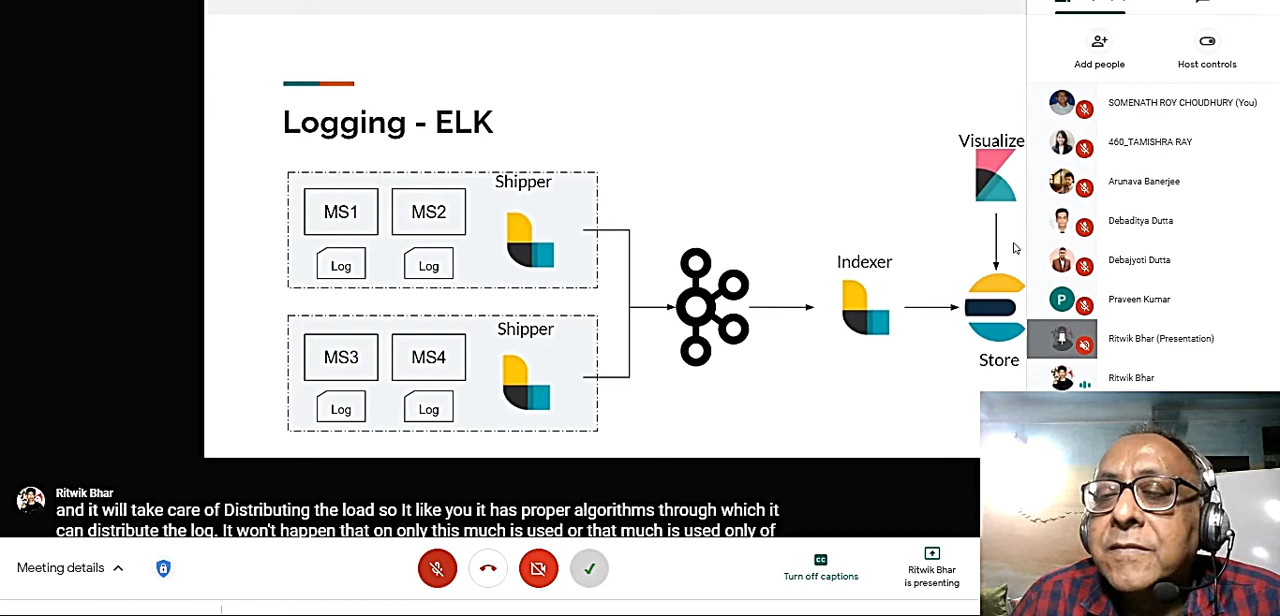 Logging - ELK
Shipper
MS1
MS2
Log
Log
Shipper
MS3
MS4
Log
Log
Indexer
Visualize
Store
Add people
Host controls
SOMENATH ROY CHOUDHURY (You)
460_TAMISHRA RAY
Arunava Banerjee
Debaditya Dutta
Debajyoti Dutta
P
Praveen Kumar
Ritwik Bhar (Presentation)
Ritwik Bhar
Ritwik Bhar
and it will take care of Distributing the load so It like you it has proper algorithms through which it
can distribute the log. It won't happen that on only this much is used or that much is used only of
Meeting details
CC
Turn off captions
Ritwik Bhar
is presenting